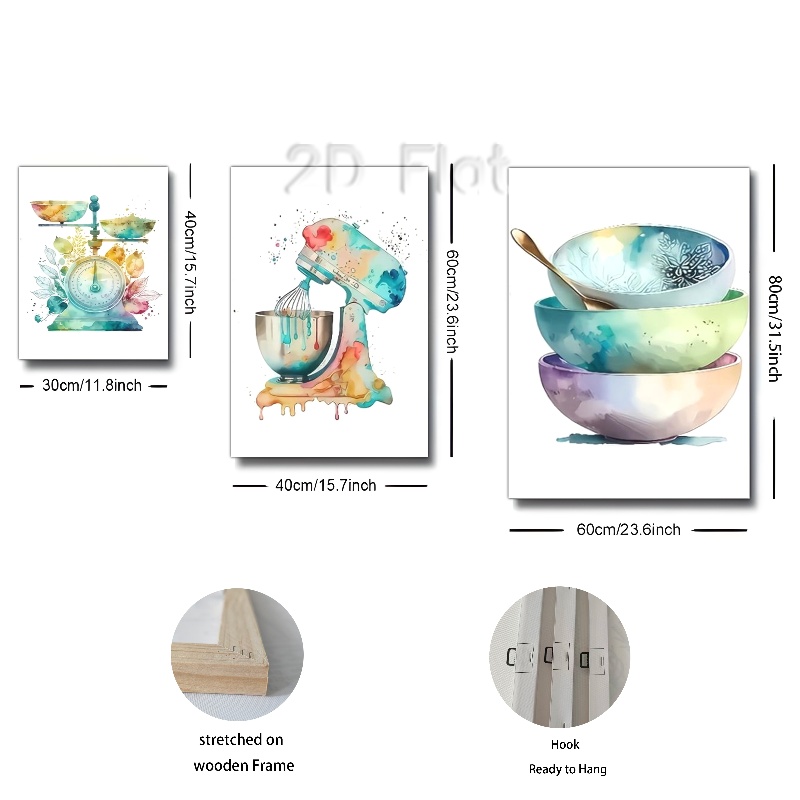 2D Flat
40cm/15.7inch
30cm/11.8inch
60cm/23.6inch
40cm/15.7inch
80cm/31.5inch
60cm/23.6inch
stretched on
wooden Frame
Hook
Ready to Hang